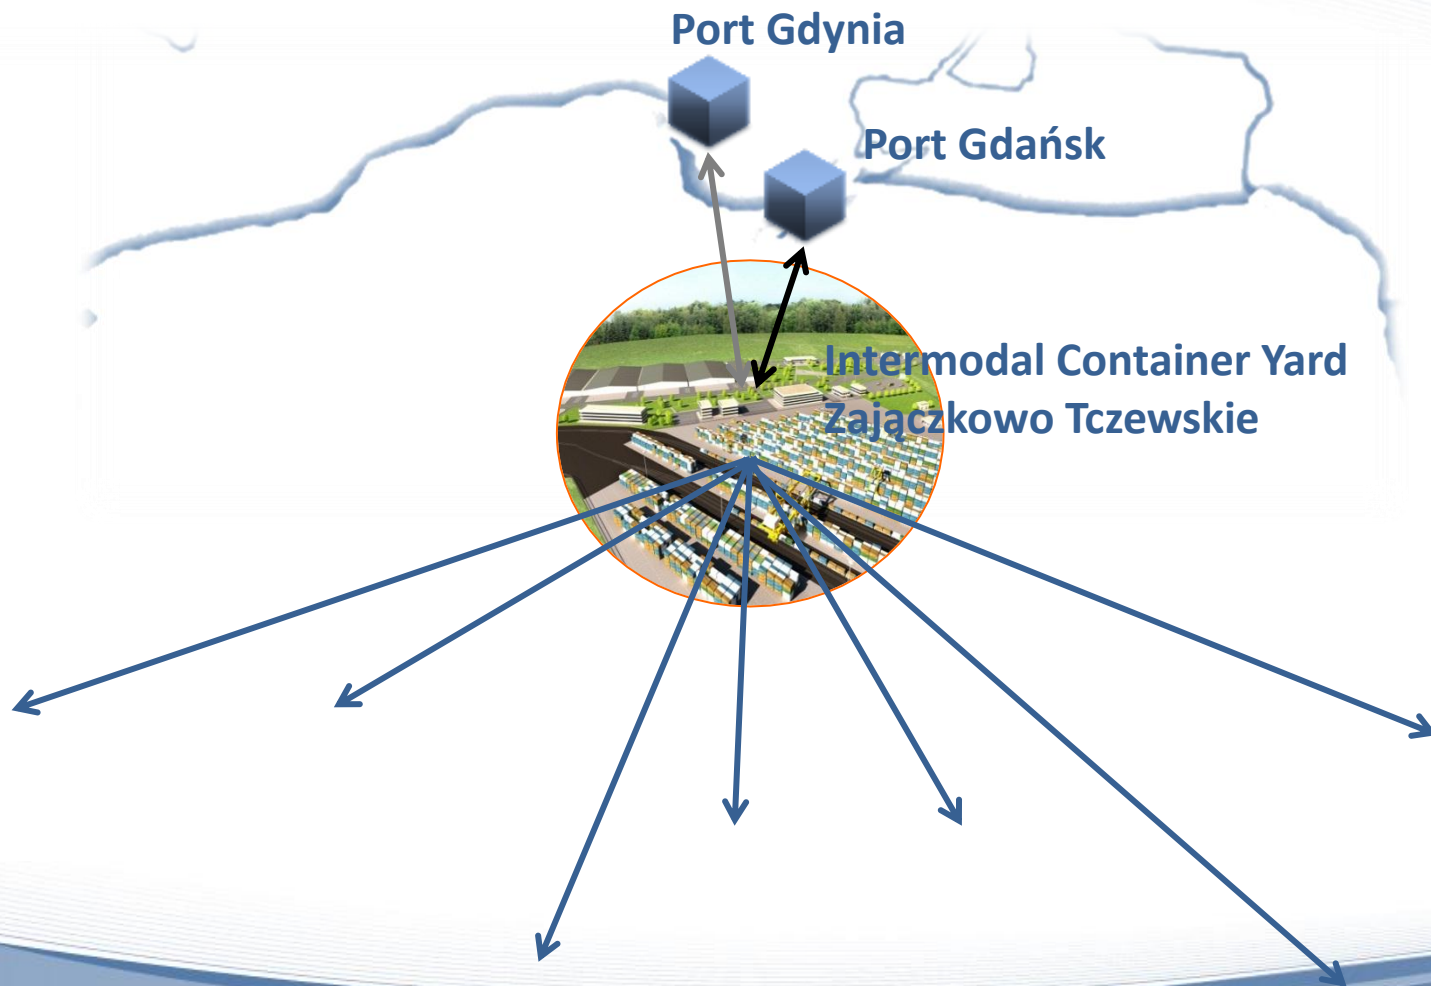 Port Gdynia
Port Gdańsk
Intermodal Container Yard
Zajączkowo Tczewskie